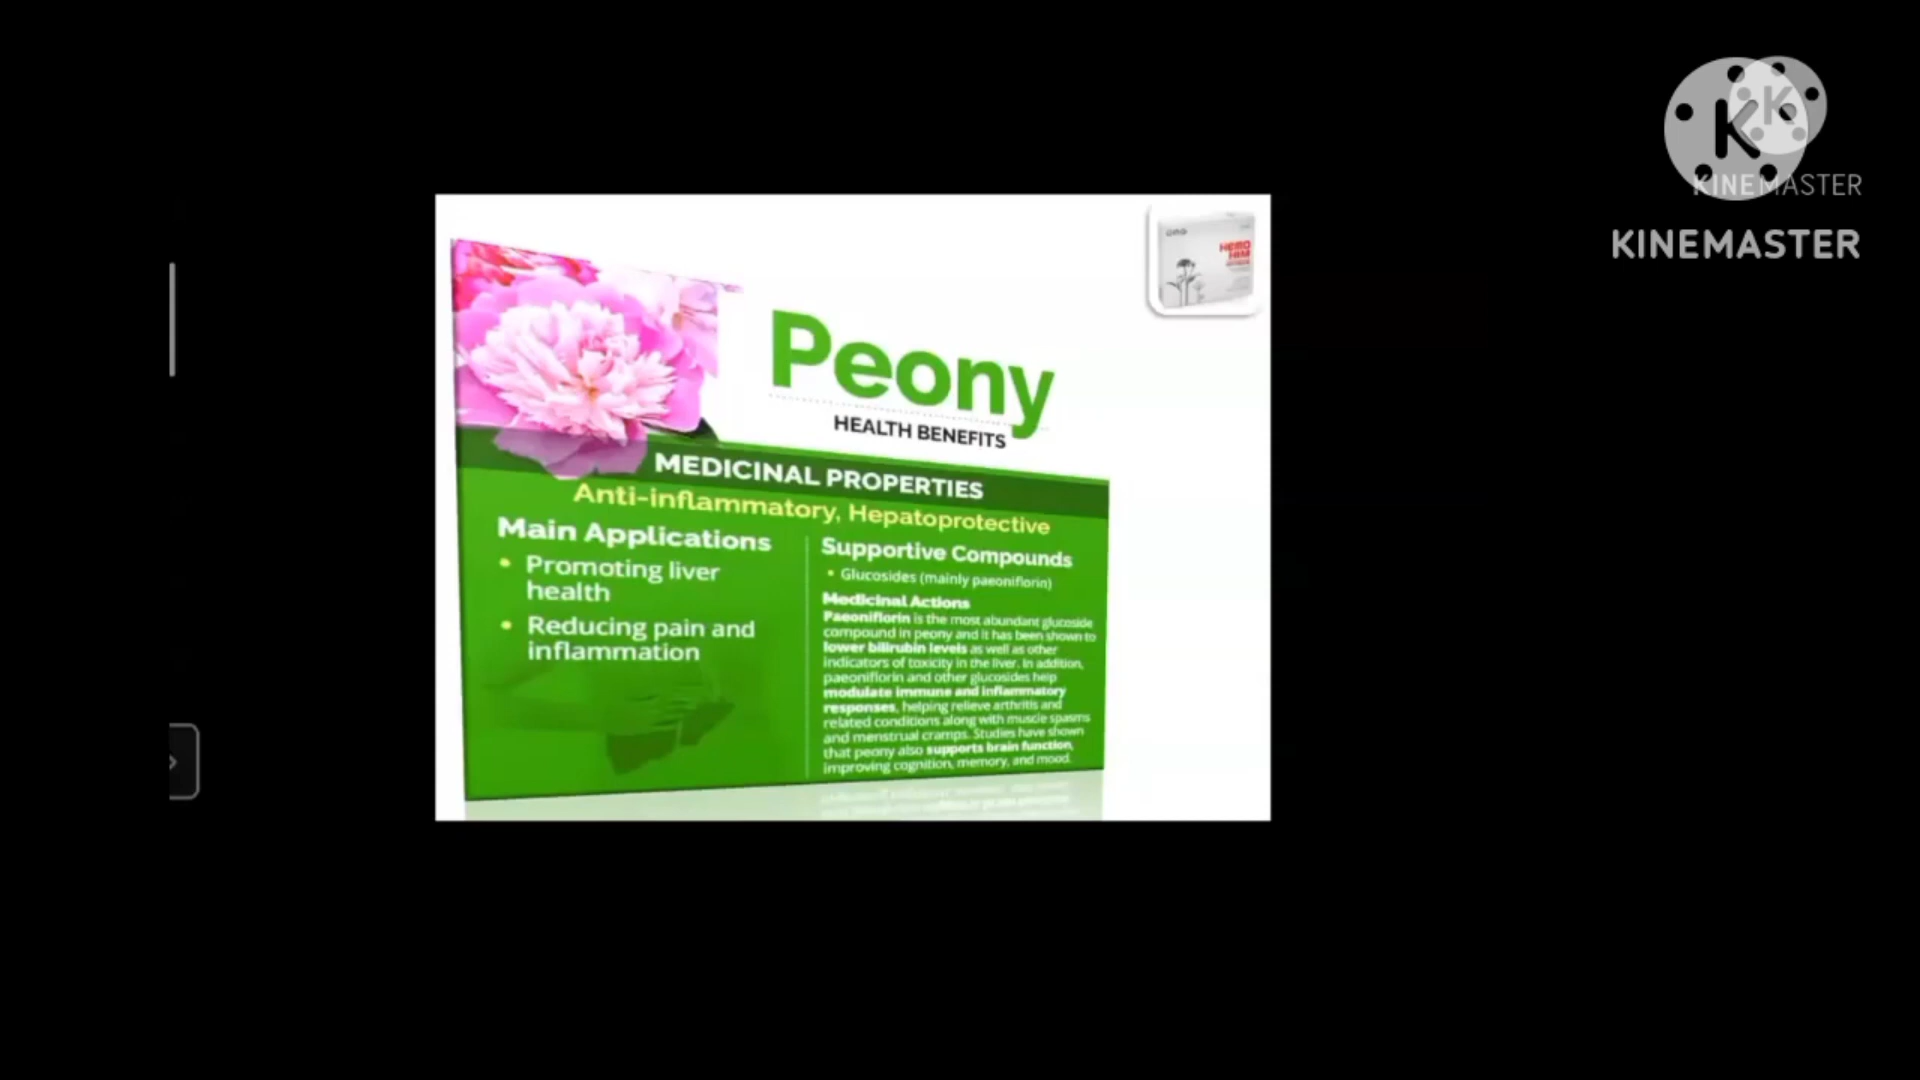 KINEMASTER
KINEMASTER
HEMO
HIM
Peony
HEALTH BENEFITS
MEDICINAL PROPERTIES
Anti-inflammatory, Hepatoprotective
Main Applications
• Promoting liver
health
• Reducing pain and
inflammation
Supportive Compounds
• Glucosides (mainly paeoniflorin)
Medicinal Actions
Paeoniflorin is the most abundant glucoside
compound in peony and it has been shown to
lower bilirubin levels as well as other
indicators of toxicity in the liver. In addition,
paeoniflorin and other glucosides help
modulate immune and inflammatory
responses, helping relieve arthritis and
related conditions along with muscle spasms
and menstrual cramps. Studies have shown
that peony also supports brain function,
improving cognition, memory, and mood.